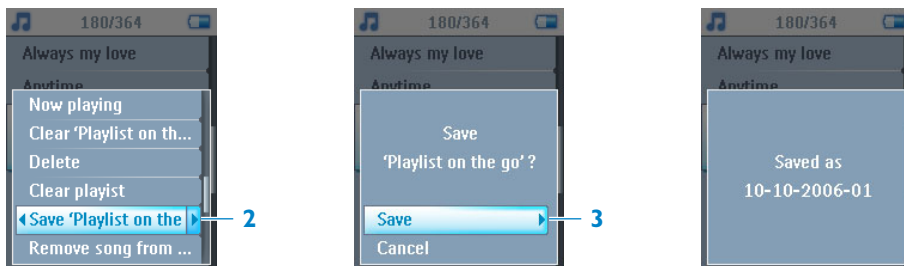 180/364
Always my love
Anytime
Now playing
Clear ‘Playlist on th...
Delete
Clear playist
Save ‘Playlist on the
Remove song from ...
2
180/364
Always my love
Anytime
Save
‘Playlist on the go’ ?
Save
Cancel
3
180/364
Always my love
Anytime
Saved as
10-10-2006-01